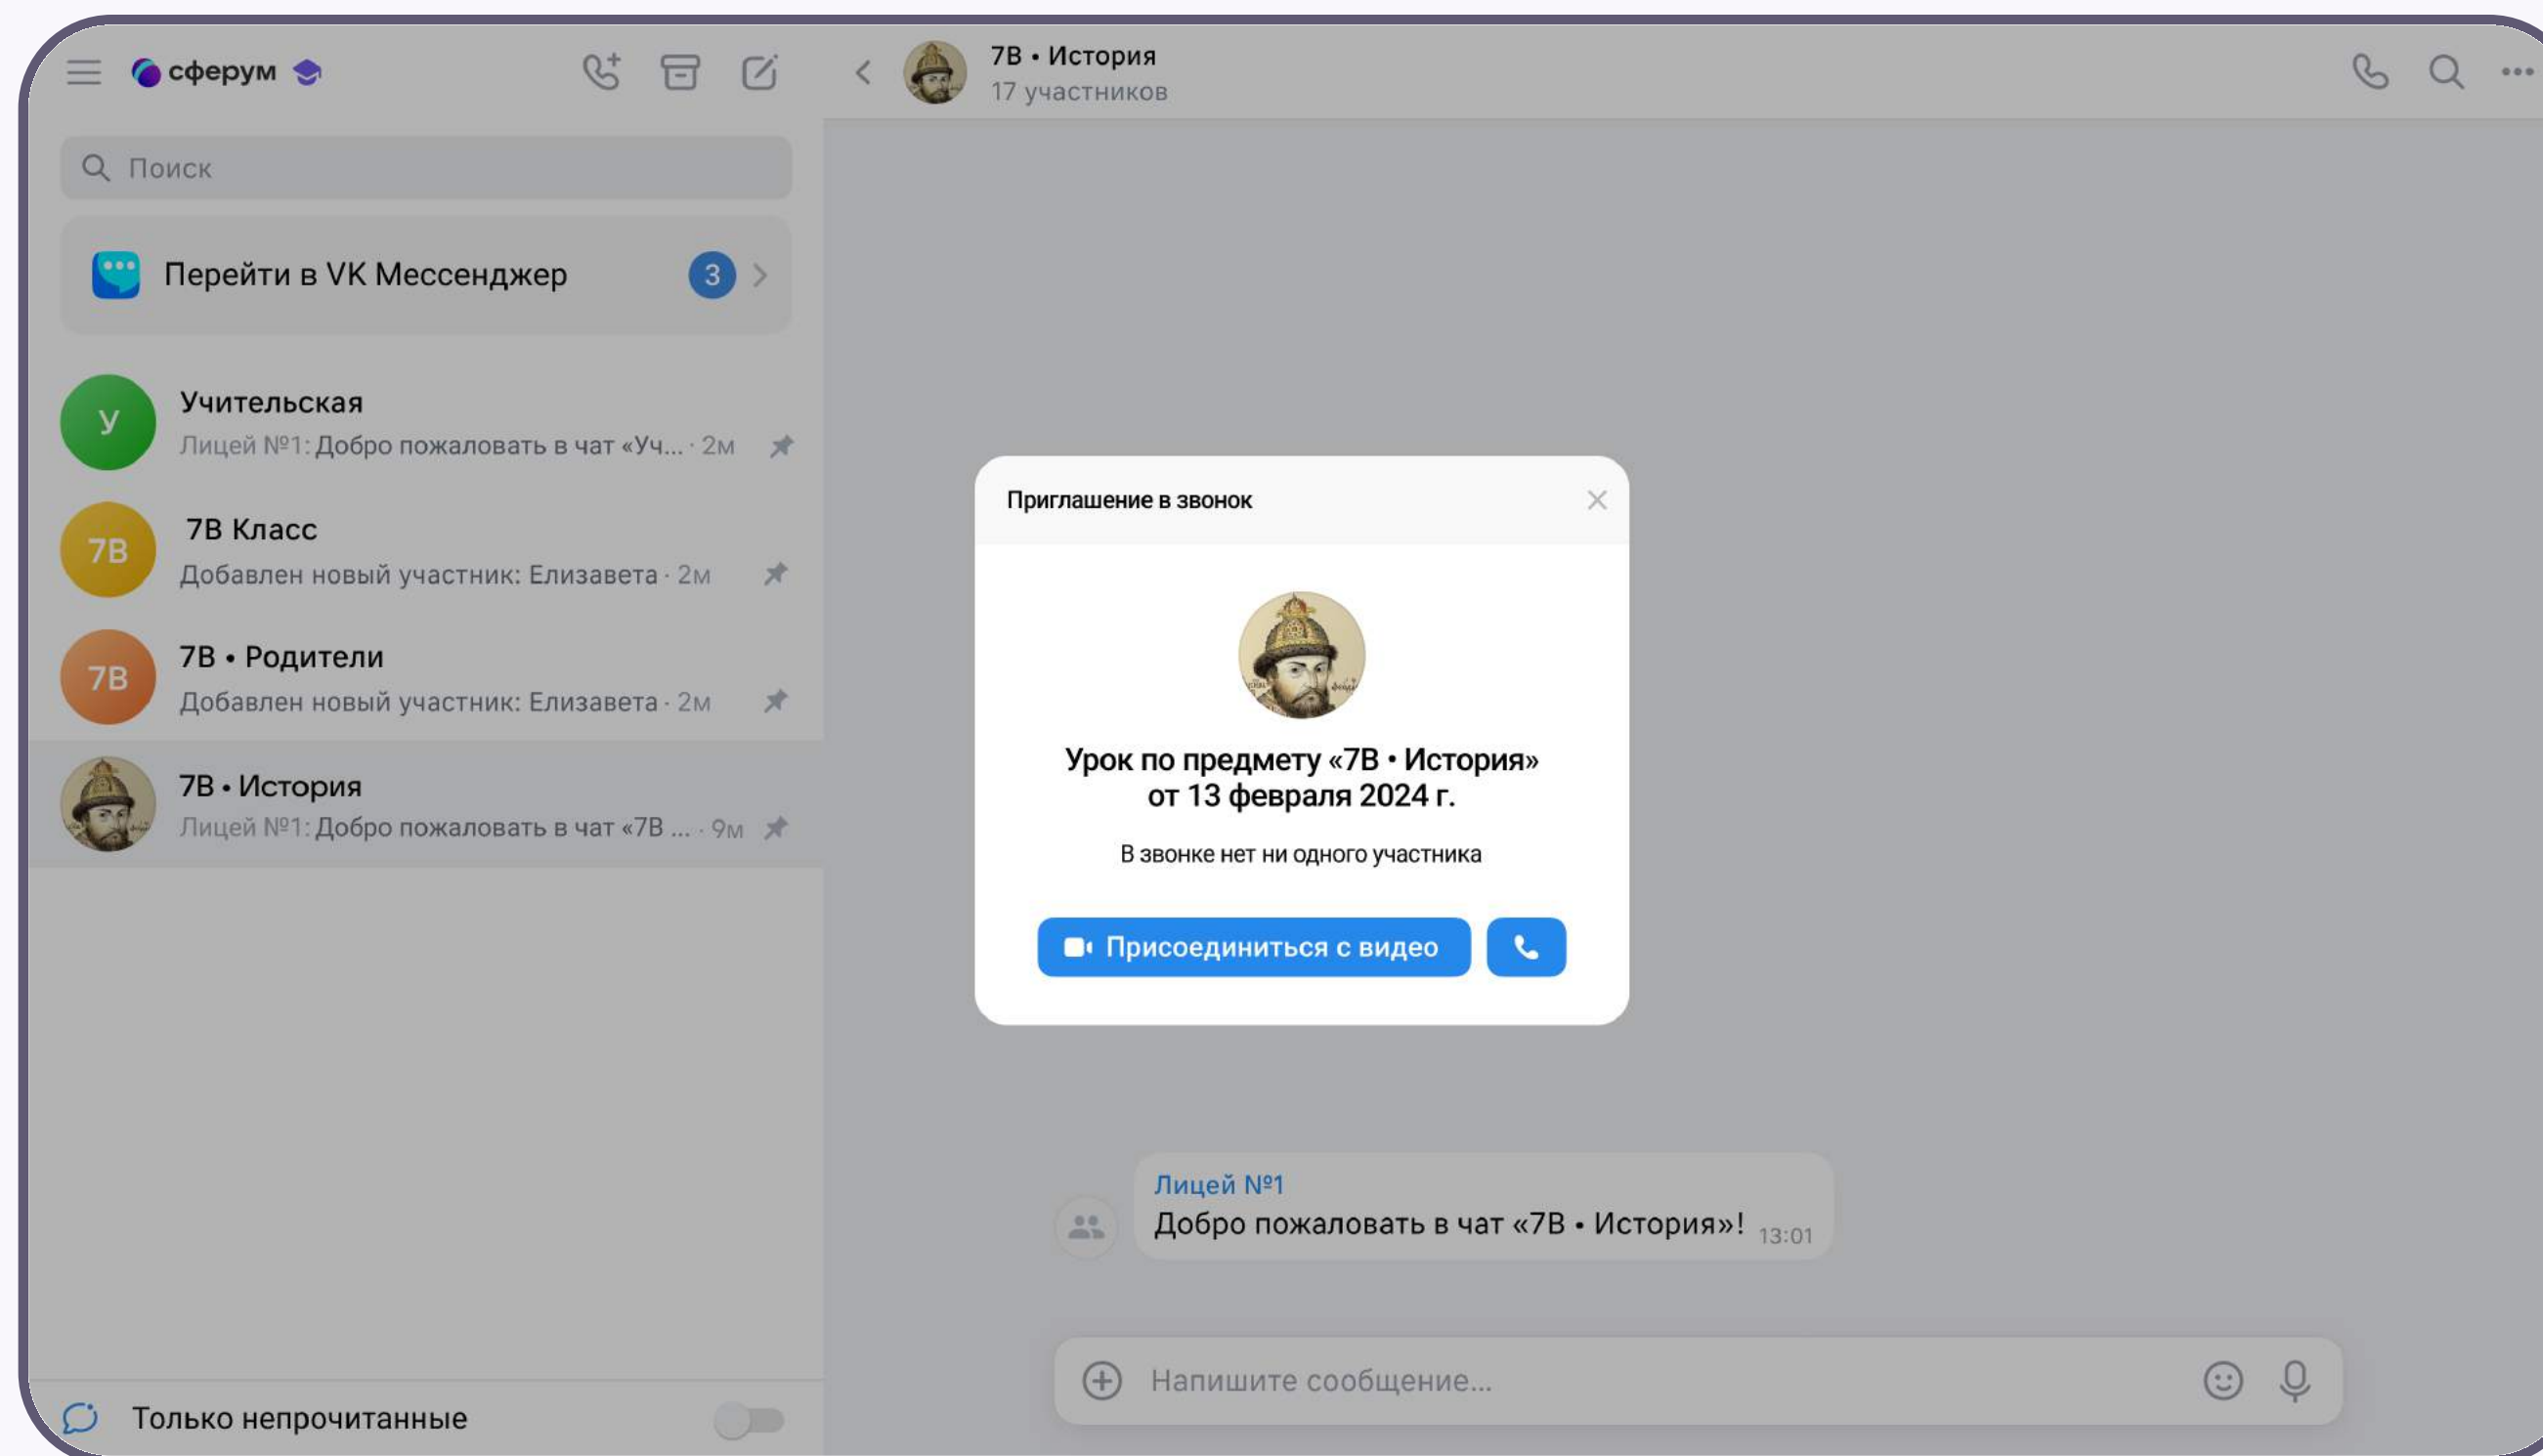 сферум
Поиск
Перейти в VK Мессенджер 3
У
Учительская
Лицей №1: Добро пожаловать в чат «Уч... · 2м
7В
7В Класс
Добавлен новый участник: Елизавета · 2м
7В
7В • Родители
Добавлен новый участник: Елизавета · 2м
7В • История
Лицей №1: Добро пожаловать в чат «7В ... · 9м
Только непрочитанные
7В • История
17 участников
Приглашение в звонок
Урок по предмету «7В • История»
от 13 февраля 2024 г.
В звонке нет ни одного участника
Присоединиться с видео
Лицей №1
Добро пожаловать в чат «7В • История»! 13:01
Напишите сообщение...